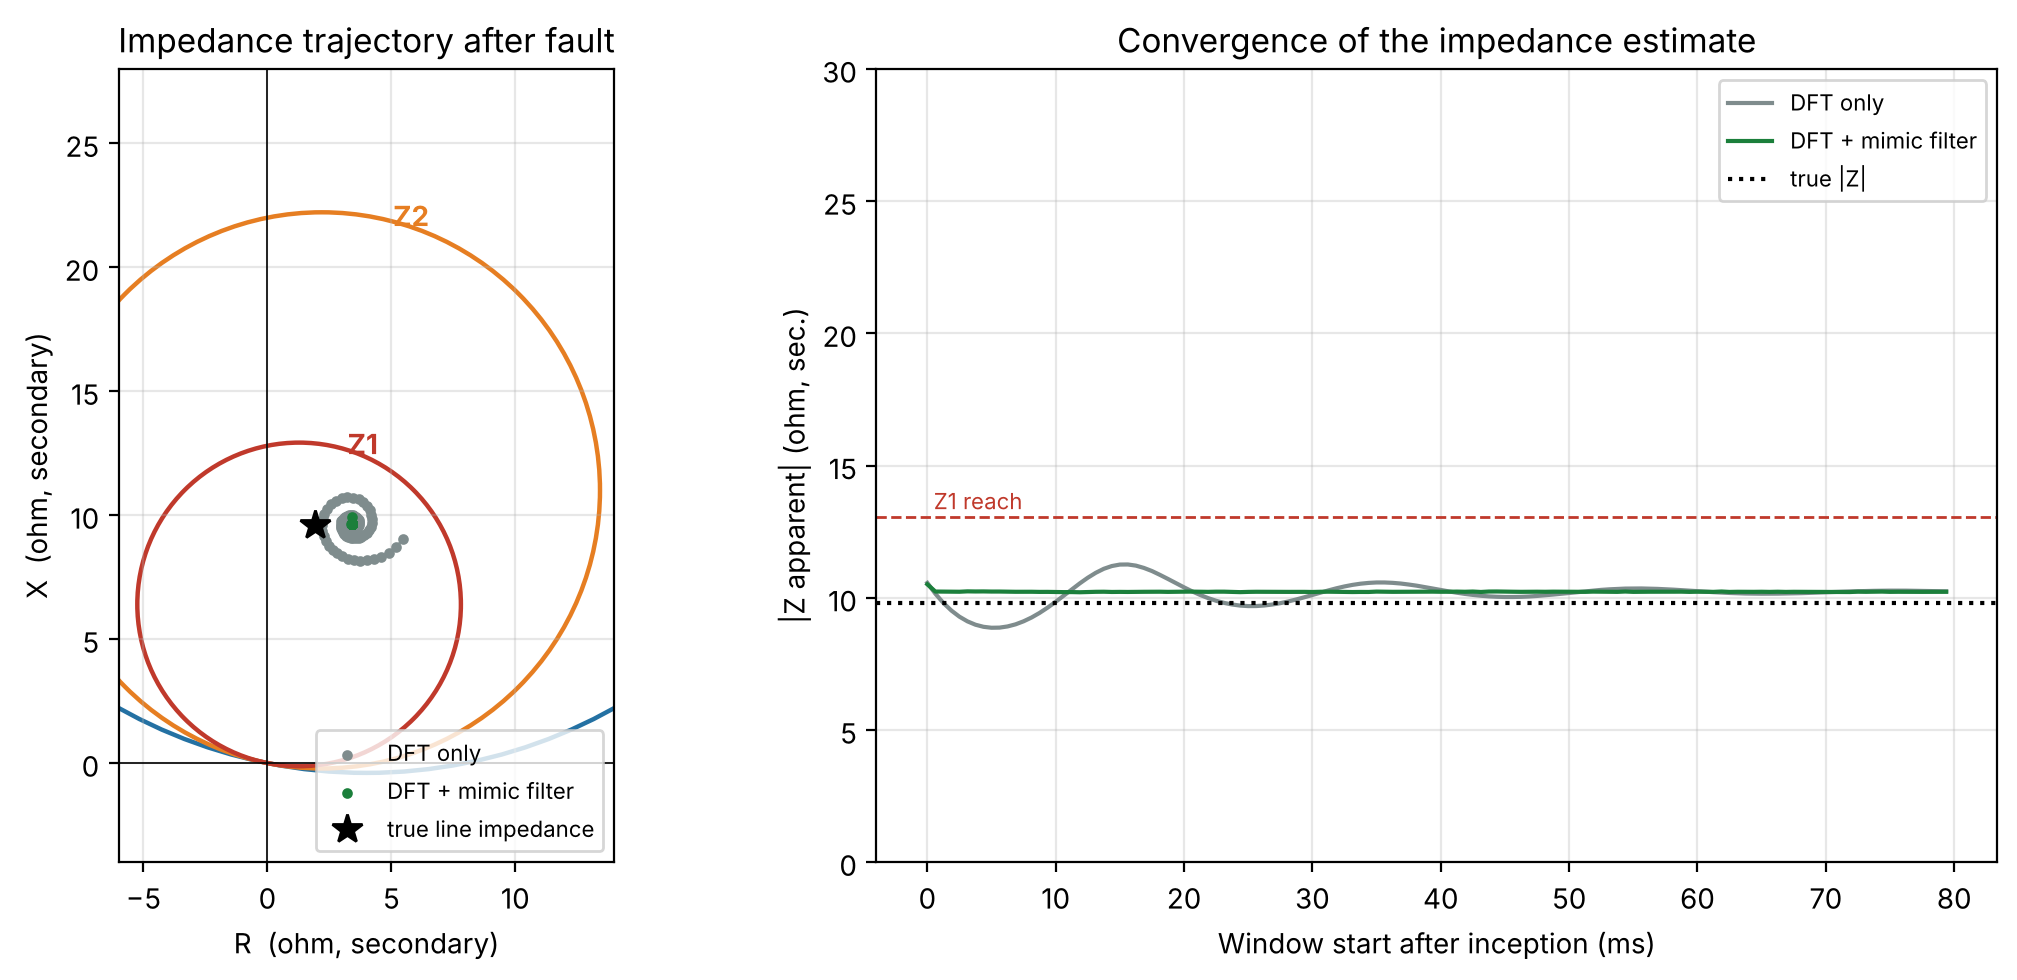 Impedance trajectory after fault
X (ohm, secondary)
25
20
15
10
5
0
Z2
Z1
DFT only
DFT + mimic filter
true line impedance
−5
0
5
10
R (ohm, secondary)
Convergence of the impedance estimate
|Z apparent| (ohm, sec.)
30
25
20
15
10
5
0
DFT only
DFT + mimic filter
true |Z|
Z1 reach
0
10
20
30
40
50
60
70
80
Window start after inception (ms)